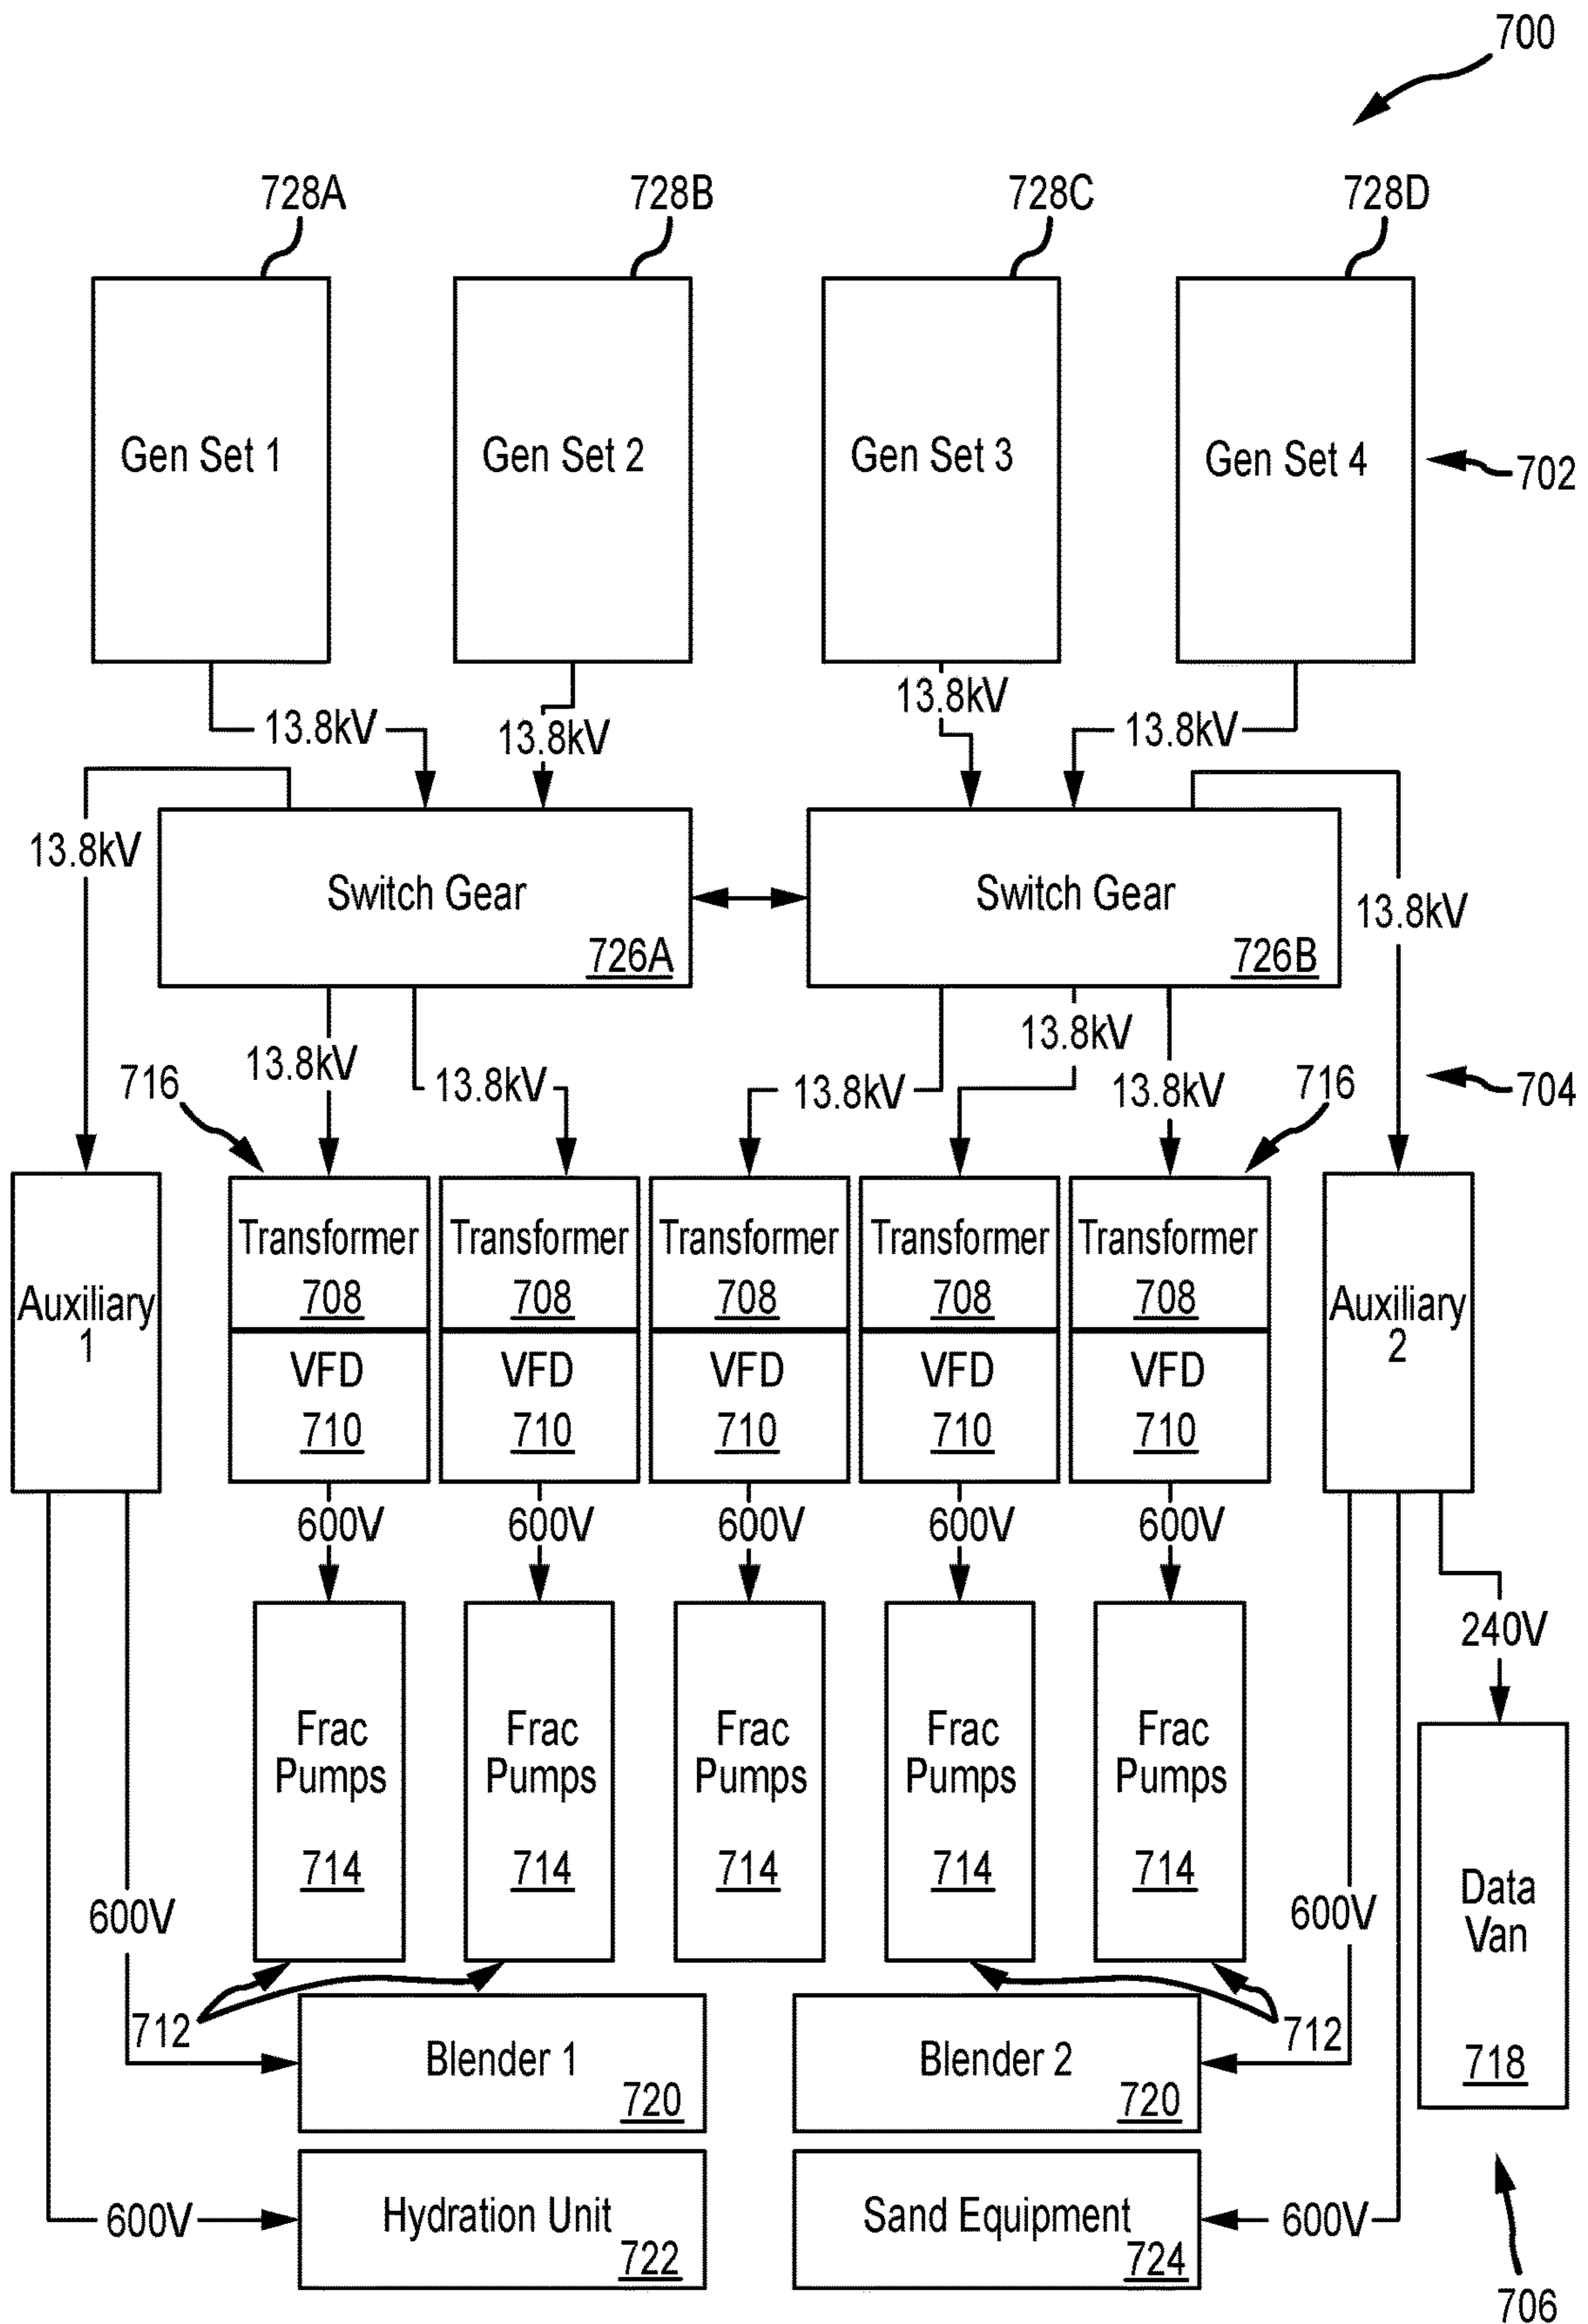 700
728A 728B 728C 728D
Gen Set 1 Gen Set 2 Gen Set 3 Gen Set 4
702
13.8kV 13.8kV 13.8kV 13.8kV
13.8kV
Switch Gear
726A
Switch Gear
726B
13.8kV
13.8kV 13.8kV 13.8kV 13.8kV 13.8kV
716 716 704
Auxiliary
1
Transformer Transformer Transformer Transformer Transformer
708 708 708 708 708
VFD VFD VFD VFD VFD
710 710 710 710 710
Auxiliary
2
600V 600V 600V 600V 600V
240V
Frac Frac Frac Frac Frac
Pumps Pumps Pumps Pumps Pumps
714 714 714 714 714
600V 600V
Data
Van
718
712 712
Blender 1
720
Blender 2
720
600V
Hydration Unit
722
Sand Equipment
724
600V
706